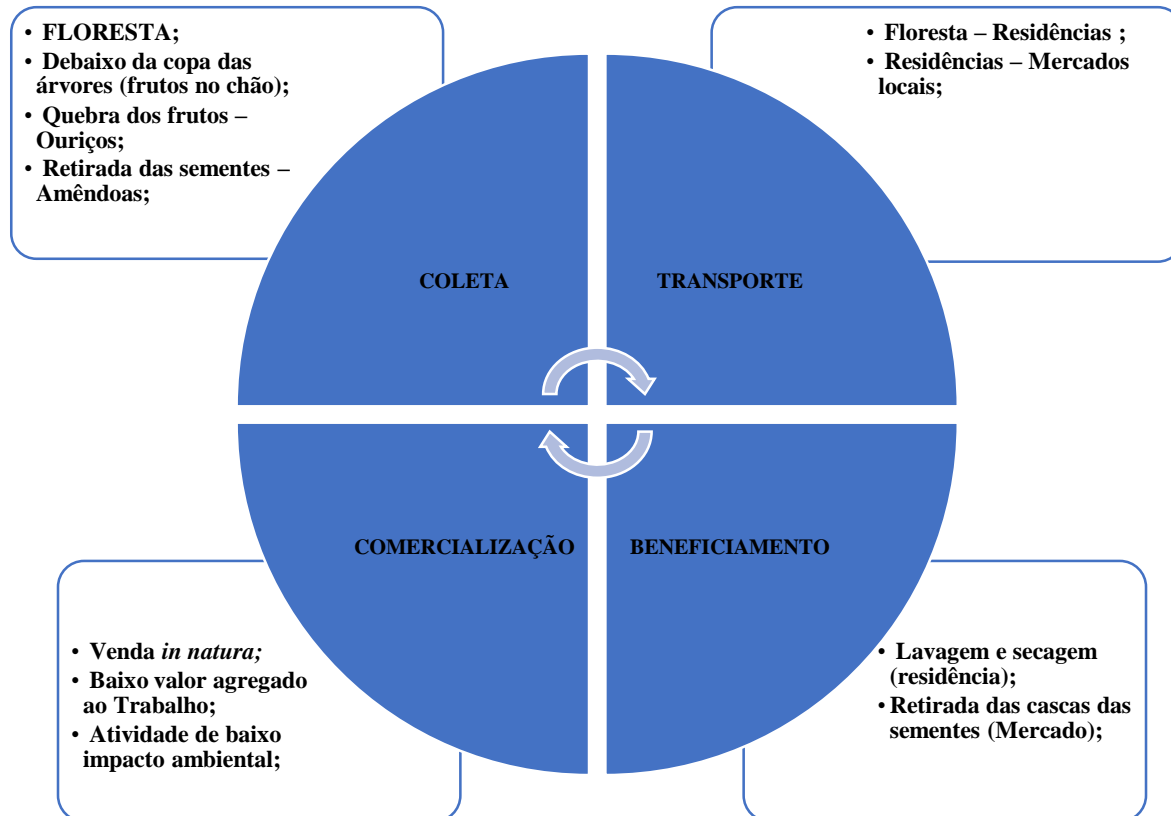 • FLORESTA;
• Debaixo da copa das
árvores (frutos no chão);
• Quebra dos frutos –
Ouriços;
• Retirada das sementes –
Amêndoas;
• Floresta – Residências ;
• Residências – Mercados
locais;
COLETA
TRANSPORTE
COMERCIALIZAÇÃO
BENEFICIAMENTO
• Venda in natura;
• Baixo valor agregado
ao Trabalho;
• Atividade de baixo
impacto ambiental;
• Lavagem e secagem
(residência);
• Retirada das cascas das
sementes (Mercado);